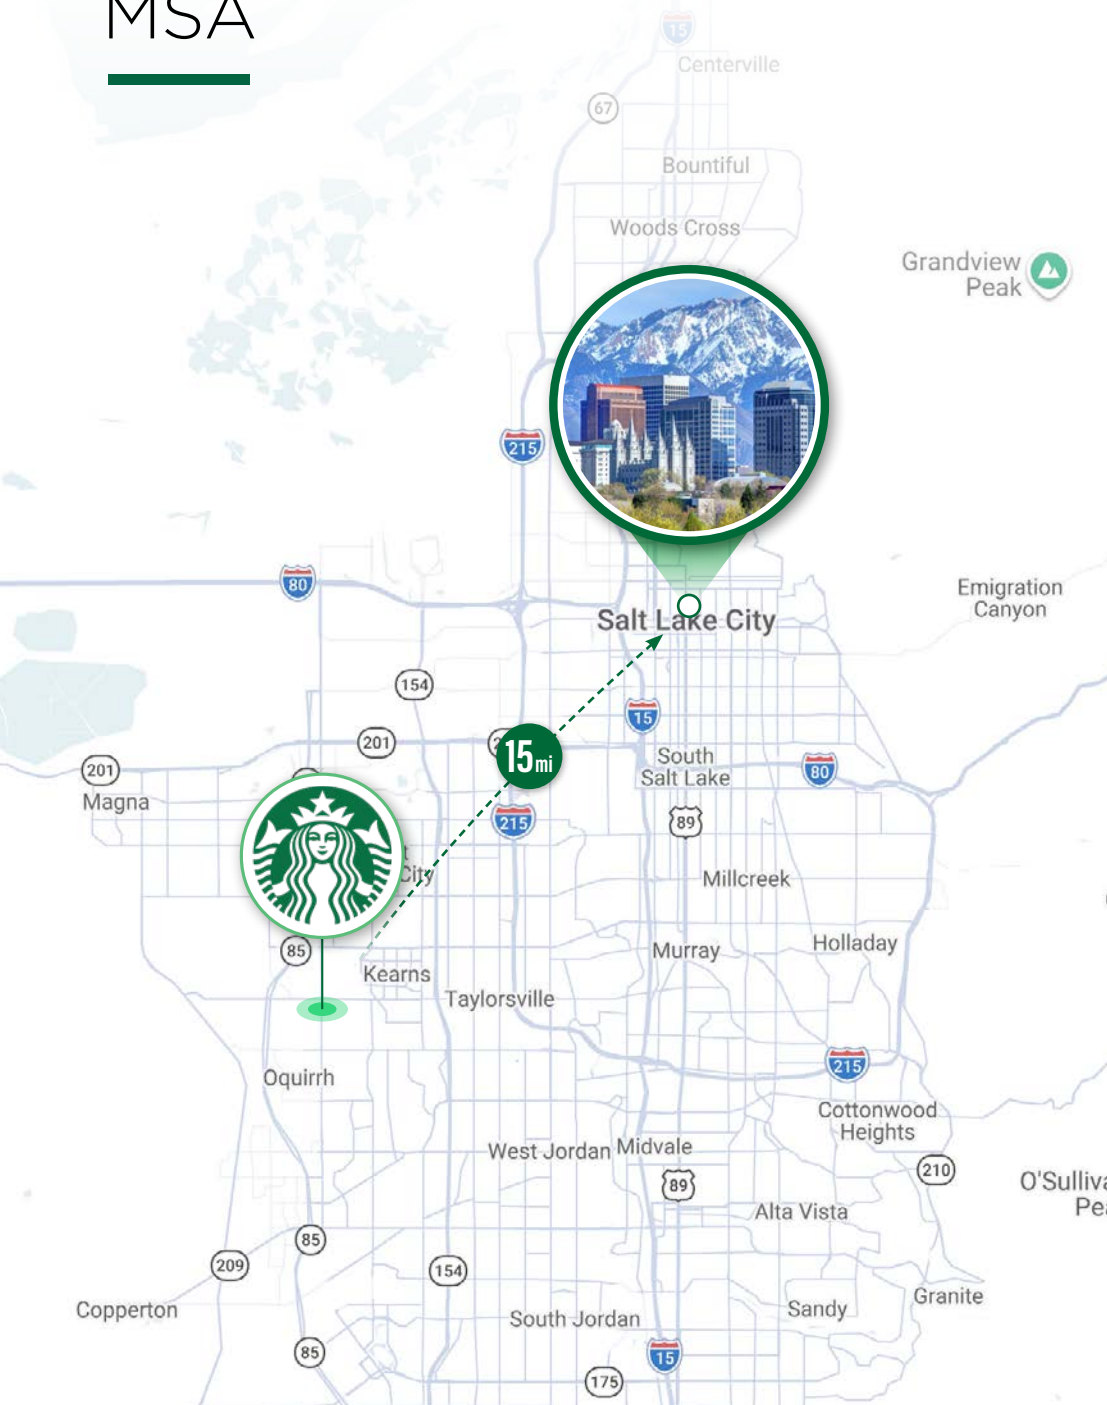 MSA
15
Centerville
67
Bountiful
Woods Cross
Grandview
Peak
215
80
Emigration
Canyon
Salt Lake City
154
15
201
South
Salt Lake
15mi
80
201
Magna
215
89
City
Millcreek
85
Murray
Holladay
Kearns
Taylorsville
215
Oquirrh
Cottonwood
Heights
West Jordan
Midvale
210
89
Alta Vista
85
209
154
Copperton
South Jordan
Sandy
Granite
85
15
175